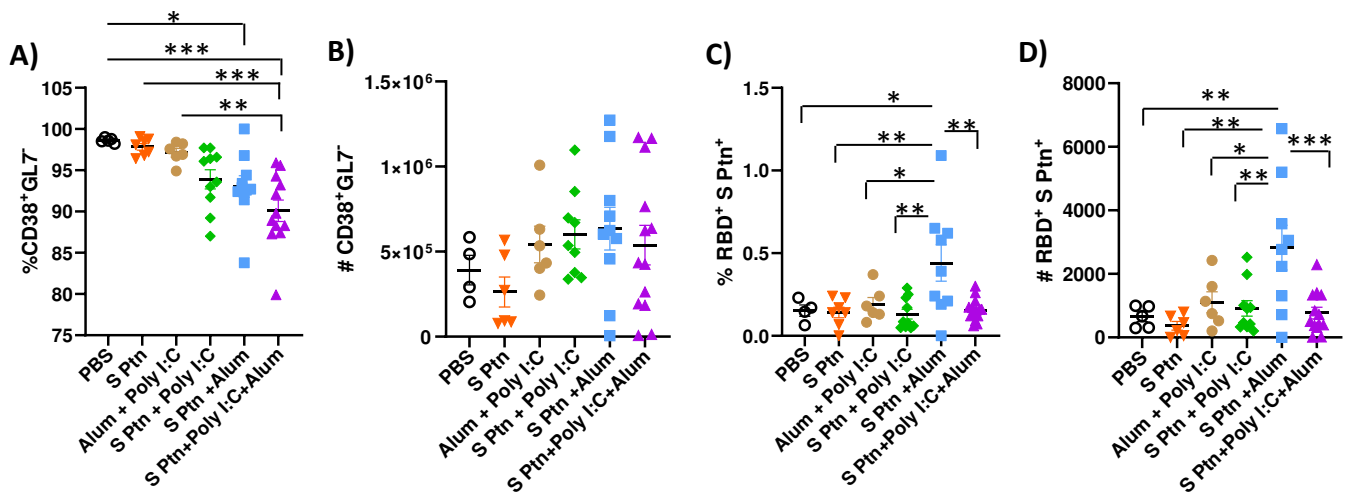 A)
*
***
***
**
%CD38⁺GL7⁻
105
100
95
90
85
80
75
PBS
S Ptn
Alum + Poly I:C
S Ptn + Poly I:C
S Ptn +Alum
S Ptn+Poly I:C+Alum
B)
# CD38⁺GL7⁻
1.5×10⁶
1×10⁶
5×10⁵
0
PBS
S Ptn
Alum + Poly I:C
S Ptn + Poly I:C
S Ptn +Alum
S Ptn+Poly I:C+Alum
C)
*
**
**
*
**
% RBD⁺ S Ptn⁺
1.5
1.0
0.5
0.0
PBS
S Ptn
Alum + Poly I:C
S Ptn + Poly I:C
S Ptn +Alum
S Ptn+Poly I:C+Alum
D)
**
**
***
*
**
# RBD⁺ S Ptn⁺
8000
6000
4000
2000
0
PBS
S Ptn
Alum + Poly I:C
S Ptn + Poly I:C
S Ptn +Alum
S Ptn+Poly I:C+Alum